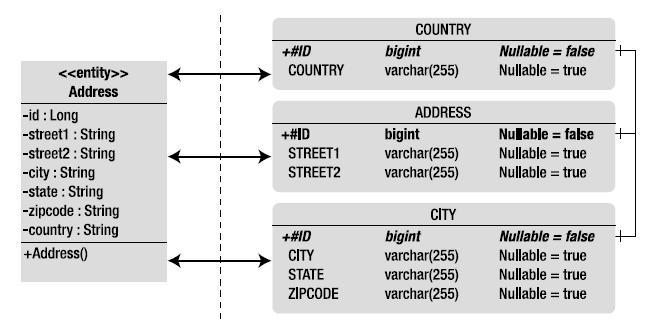 <<entity>>
Address
-id : Long
-street1 : String
-street2 : String
-city : String
-state : String
-zipcode : String
-country : String
+Address()
COUNTRY
+#ID bigint Nullable = false
COUNTRY varchar(255) Nullable = true
ADDRESS
+#ID bigint Nullable = false
STREET1 varchar(255) Nullable = true
STREET2 varchar(255) Nullable = true
CITY
+#ID bigint Nullable = false
CITY varchar(255) Nullable = true
STATE varchar(255) Nullable = true
ZIPCODE varchar(255) Nullable = true